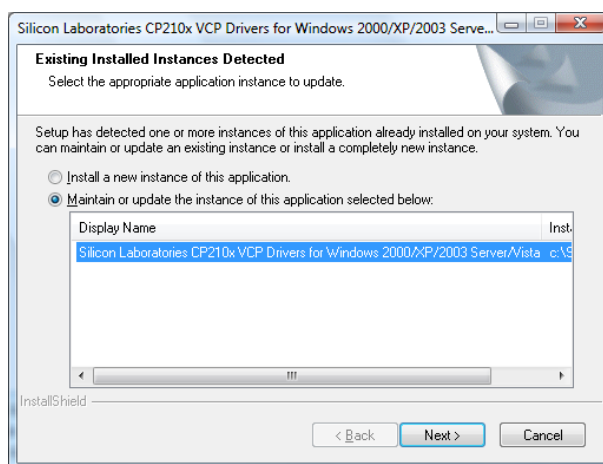 Silicon Laboratories CP210x VCP Drivers for Windows 2000/XP/2003 Serve...
Existing Installed Instances Detected
Select the appropriate application instance to update.
Setup has detected one or more instances of this application already installed on your system. You
can maintain or update an existing instance or install a completely new instance.
Install a new instance of this application.
Maintain or update the instance of this application selected below:
Display Name Inst
Silicon Laboratories CP210x VCP Drivers for Windows 2000/XP/2003 Server/Vista c:\S
InstallShield
< Back Next > Cancel